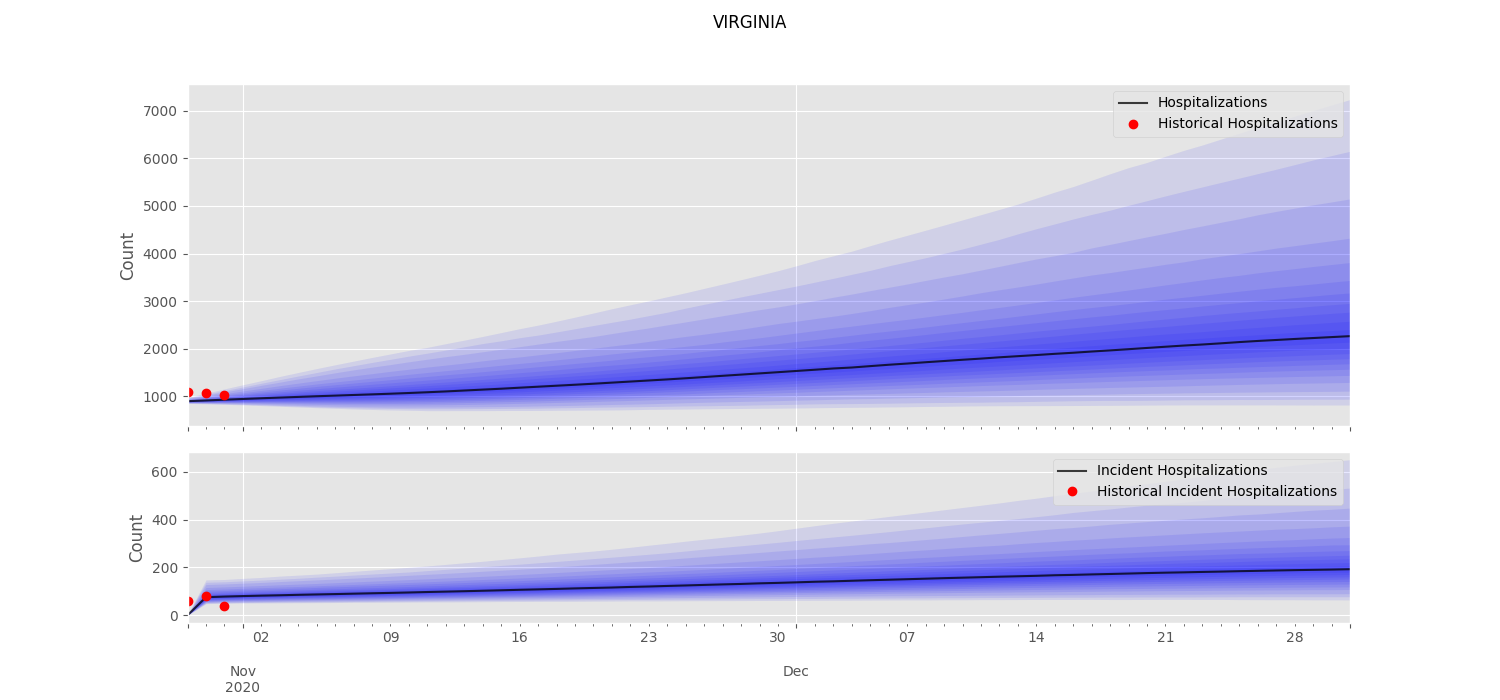 VIRGINIA
7000
6000
5000
4000
3000
2000
1000
Count
Hospitalizations
Historical Hospitalizations
600
400
200
0
Count
Incident Hospitalizations
Historical Incident Hospitalizations
02 09 16 23 30 07 14 21 28
Nov Dec
2020